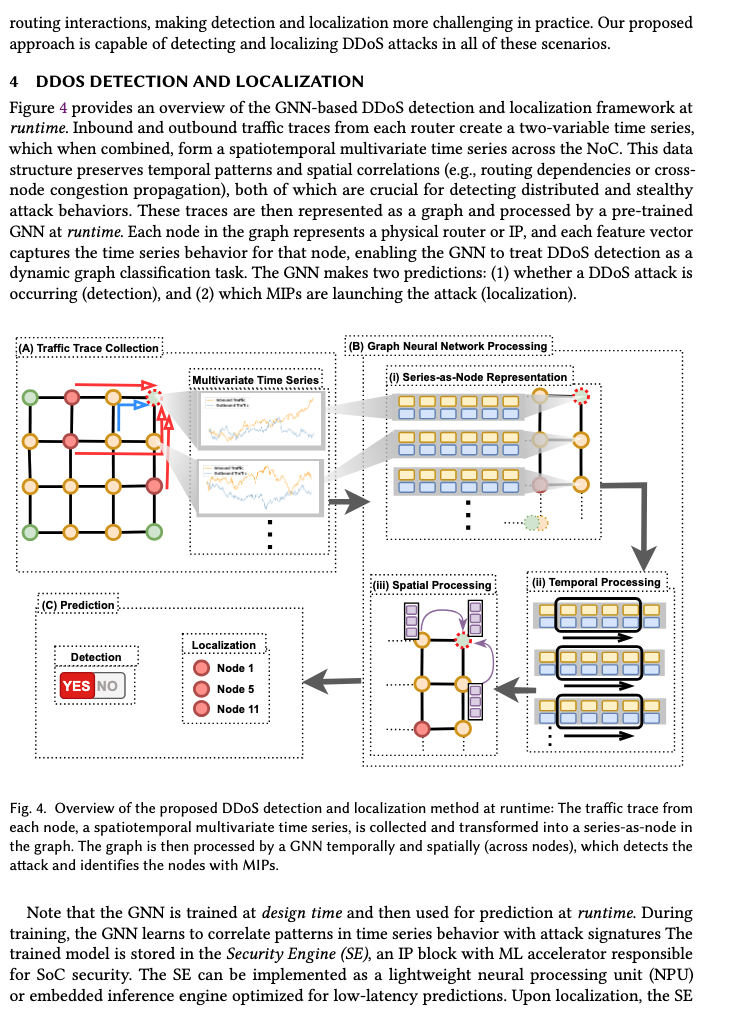 routing interactions, making detection and localization more challenging in practice. Our proposed
approach is capable of detecting and localizing DDoS attacks in all of these scenarios.
4 DDOS DETECTION AND LOCALIZATION
Figure 4 provides an overview of the GNN-based DDoS detection and localization framework at
runtime. Inbound and outbound traffic traces from each router create a two-variable time series,
which when combined, form a spatiotemporal multivariate time series across the NoC. This data
structure preserves temporal patterns and spatial correlations (e.g., routing dependencies or cross-
node congestion propagation), both of which are crucial for detecting distributed and stealthy
attack behaviors. These traces are then represented as a graph and processed by a pre-trained
GNN at runtime. Each node in the graph represents a physical router or IP, and each feature vector
captures the time series behavior for that node, enabling the GNN to treat DDoS detection as a
dynamic graph classification task. The GNN makes two predictions: (1) whether a DDoS attack is
occurring (detection), and (2) which MIPs are launching the attack (localization).
(A) Traffic Trace Collection
Multivariate Time Series
Inbound Traffic
Outbound Traffic
Inbound Traffic
Outbound Traffic
(B) Graph Neural Network Processing
(i) Series-as-Node Representation
(ii) Temporal Processing
(iii) Spatial Processing
(C) Prediction
Detection
YES NO
Localization
Node 1
Node 5
Node 11
Fig. 4. Overview of the proposed DDoS detection and localization method at runtime: The traffic trace from
each node, a spatiotemporal multivariate time series, is collected and transformed into a series-as-node in
the graph. The graph is then processed by a GNN temporally and spatially (across nodes), which detects the
attack and identifies the nodes with MIPs.
Note that the GNN is trained at design time and then used for prediction at runtime. During
training, the GNN learns to correlate patterns in time series behavior with attack signatures The
trained model is stored in the Security Engine (SE), an IP block with ML accelerator responsible
for SoC security. The SE can be implemented as a lightweight neural processing unit (NPU)
or embedded inference engine optimized for low-latency predictions. Upon localization, the SE